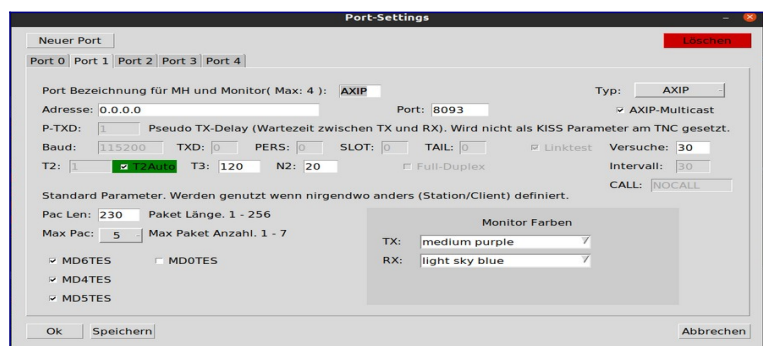 Port-Settings
Neuer Port
Löschen
Port 0 Port 1 Port 2 Port 3 Port 4
Port Bezeichnung für MH und Monitor( Max: 4 ): AXIP Typ: AXIP
Adresse: 0.0.0.0 Port: 8093 AXIP-Multicast
P-TXD: 1 Pseudo TX-Delay (Wartezeit zwischen TX und RX). Wird nicht als KISS Parameter am TNC gesetzt.
Baud: 115200 TXD: 0 PERS: 0 SLOT: 0 TAIL: 0 Linktest Versuche: 30
T2: 1 T2Auto T3: 120 N2: 20 Full-Duplex Intervall: 30
CALL: NOCALL
Standard Parameter. Werden genutzt wenn nirgendwo anders (Station/Client) definiert.
Pac Len: 230 Paket Länge. 1 - 256
Monitor Farben
Max Pac: 5 Max Paket Anzahl. 1 - 7
TX: medium purple
RX: light sky blue
MD6TES MD0TES
MD4TES
MD5TES
Ok Speichern Abbrechen